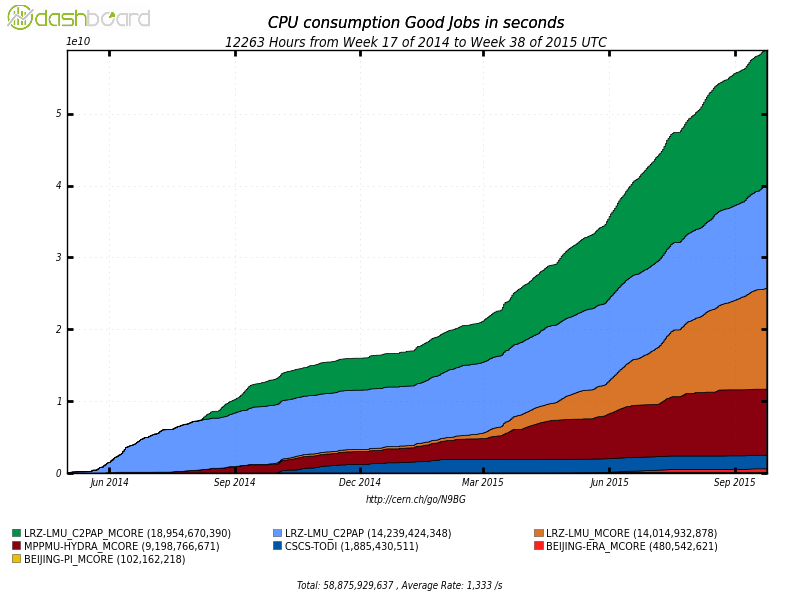 dashboard
CPU consumption Good Jobs in seconds
12263 Hours from Week 17 of 2014 to Week 38 of 2015 UTC
1e10
5
4
3
2
1
0
Jun 2014 Sep 2014 Dec 2014 Mar 2015 Jun 2015 Sep 2015
http://cern.ch/go/N9BG
LRZ-LMU_C2PAP_MCORE (18,954,670,390) LRZ-LMU_C2PAP (14,239,424,348) LRZ-LMU_MCORE (14,014,932,878)
MPPMU-HYDRA_MCORE (9,198,766,671) CSCS-TODI (1,885,430,511) BEIJING-ERA_MCORE (480,542,621)
BEIJING-PI_MCORE (102,162,218)
Total: 58,875,929,637 , Average Rate: 1,333 /s